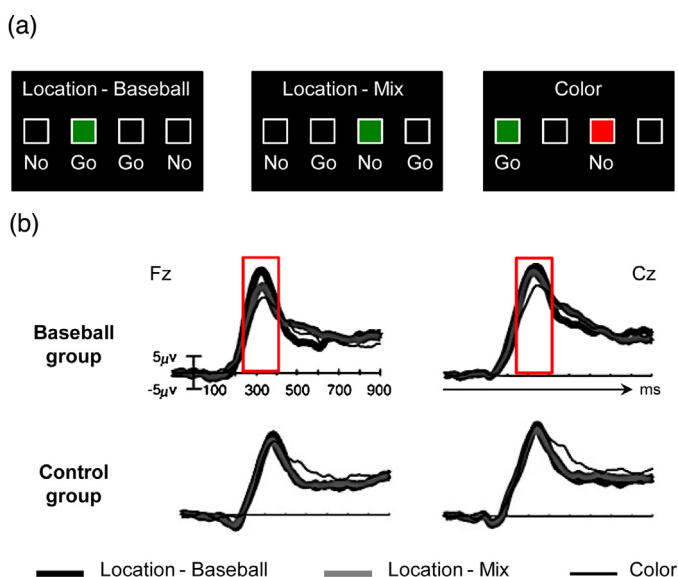 (a)
Location - Baseball
No Go Go No
Location - Mix
No Go No Go
Color
Go No
(b)
Fz
Cz
Baseball
group
5µv
-5µv
100 300 500 700 900
ms
Control
group
Location - Baseball Location - Mix Color